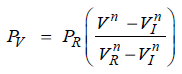 P_V = P_R ( (V^n − V_I^n) / (V_R^n − V_I^n) )